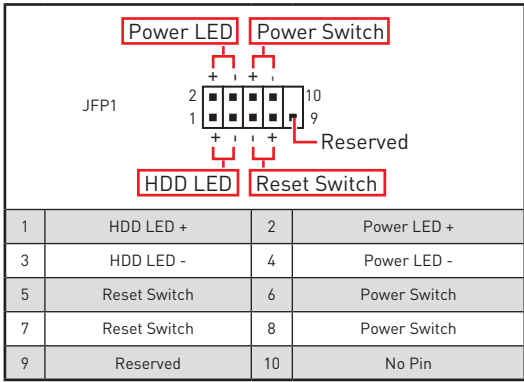 Power LED Power Switch
+ - + -
JFP1
2 10
1 9
+ - - +
Reserved
HDD LED Reset Switch
1 HDD LED + 2 Power LED +
3 HDD LED - 4 Power LED -
5 Reset Switch 6 Power Switch
7 Reset Switch 8 Power Switch
9 Reserved 10 No Pin